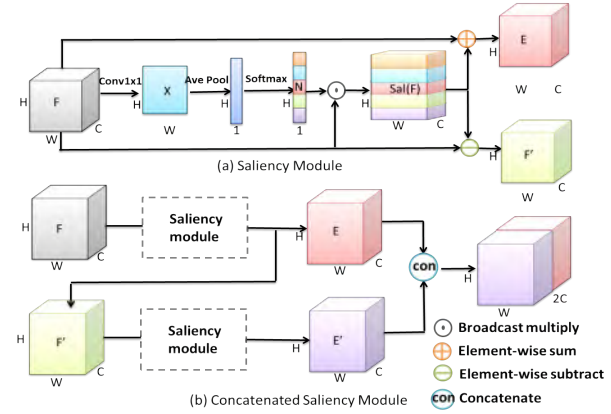 E
H
W C
Conv1x1 Ave Pool Softmax
F X N Sal(F)
H H H H H
W W 1 1 W C
C
F'
H
W C
(a) Saliency Module
F
H
W C
Saliency
module
E
H
W C
con
H
W 2C
F'
H
W C
Saliency
module
E'
H
W C
Broadcast multiply
Element-wise sum
Element-wise subtract
con Concatenate
(b) Concatenated Saliency Module